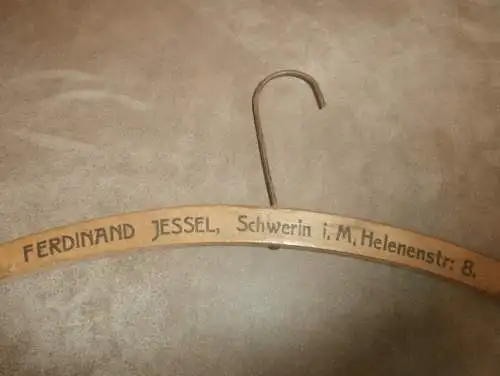 FERDINAND JESSEL, Schwerin i. M, Helenenstr: 8.